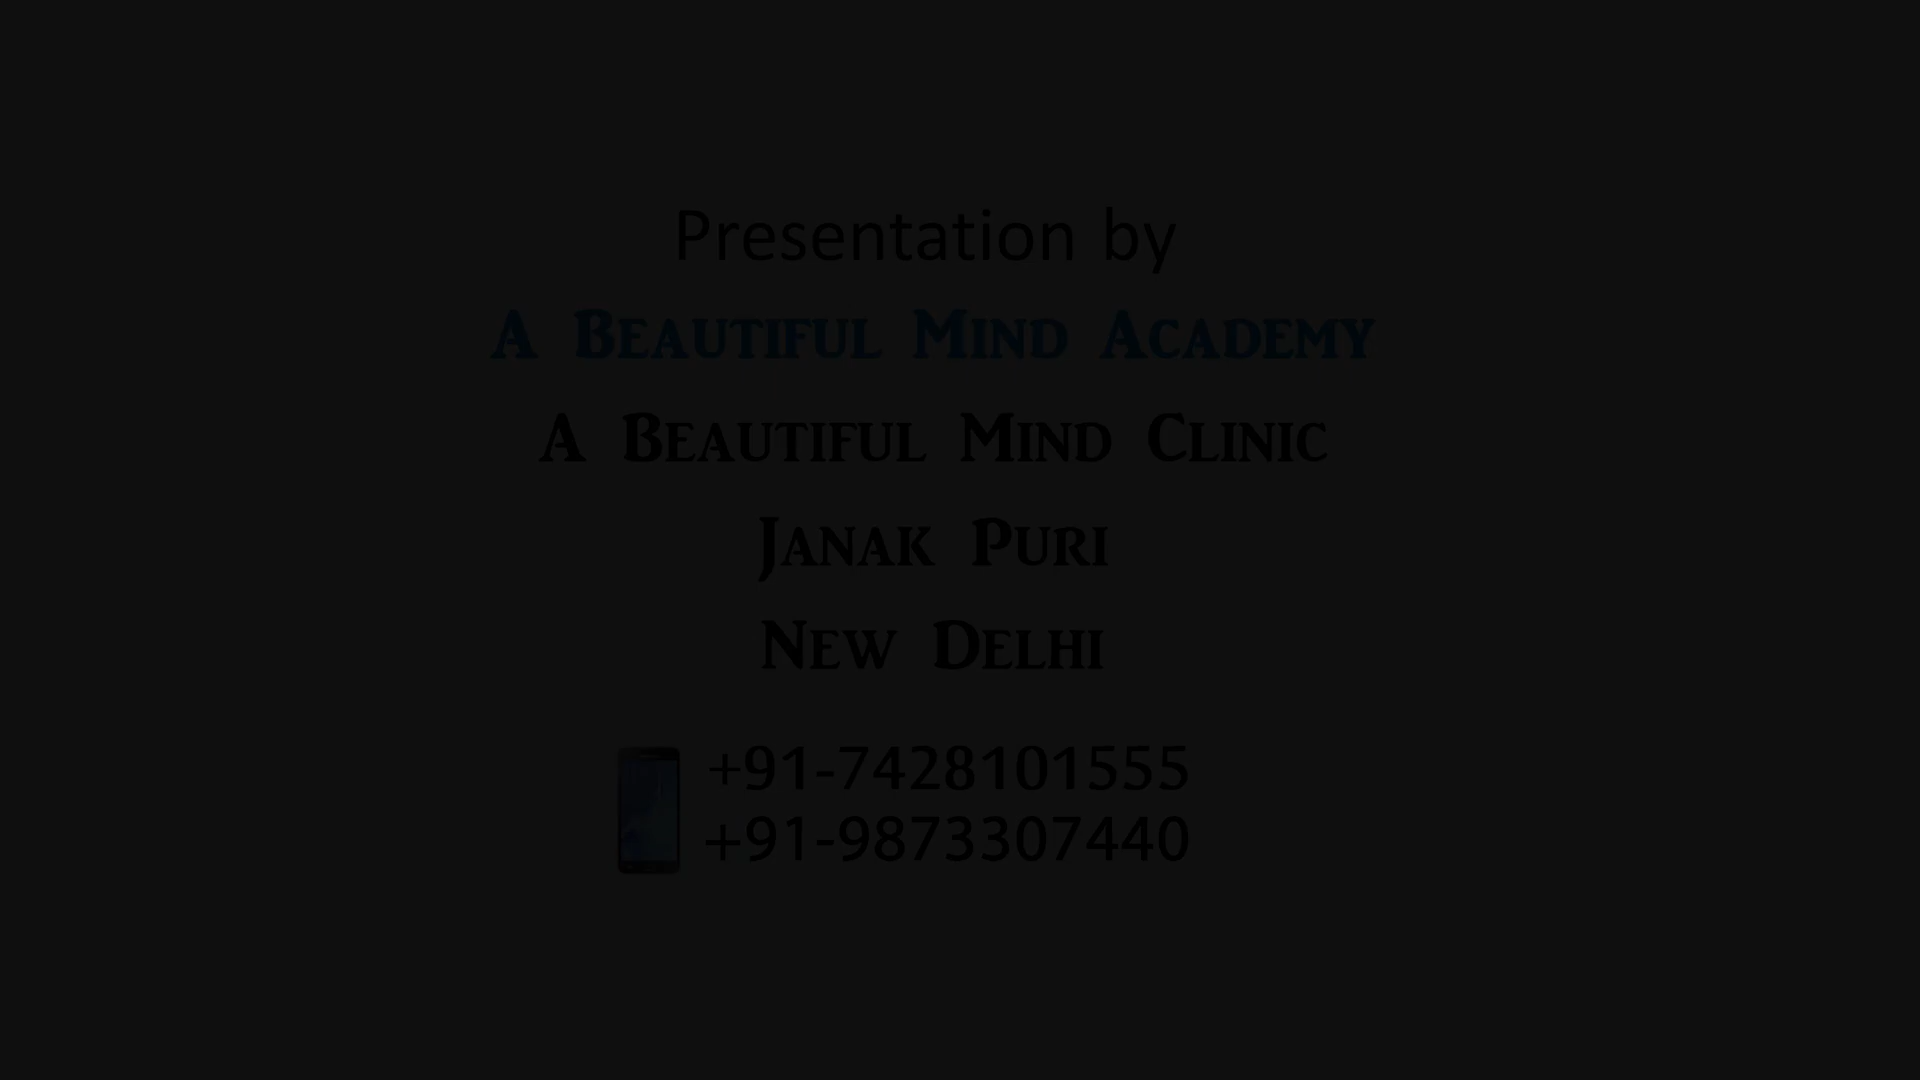 Presentation by
A Beautiful Mind Academy
A Beautiful Mind Clinic
Janak Puri
New Delhi
+91-7428101555
+91-9873307440